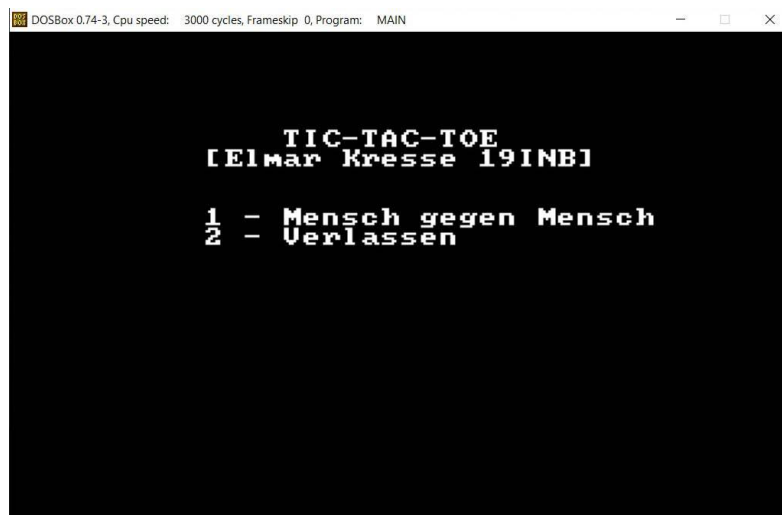 DOSBox 0.74-3, Cpu speed: 3000 cycles, Frameskip 0, Program: MAIN
TIC-TAC-TOE
[Elmar Kresse 19INB]
1 - Mensch gegen Mensch
2 - Verlassen